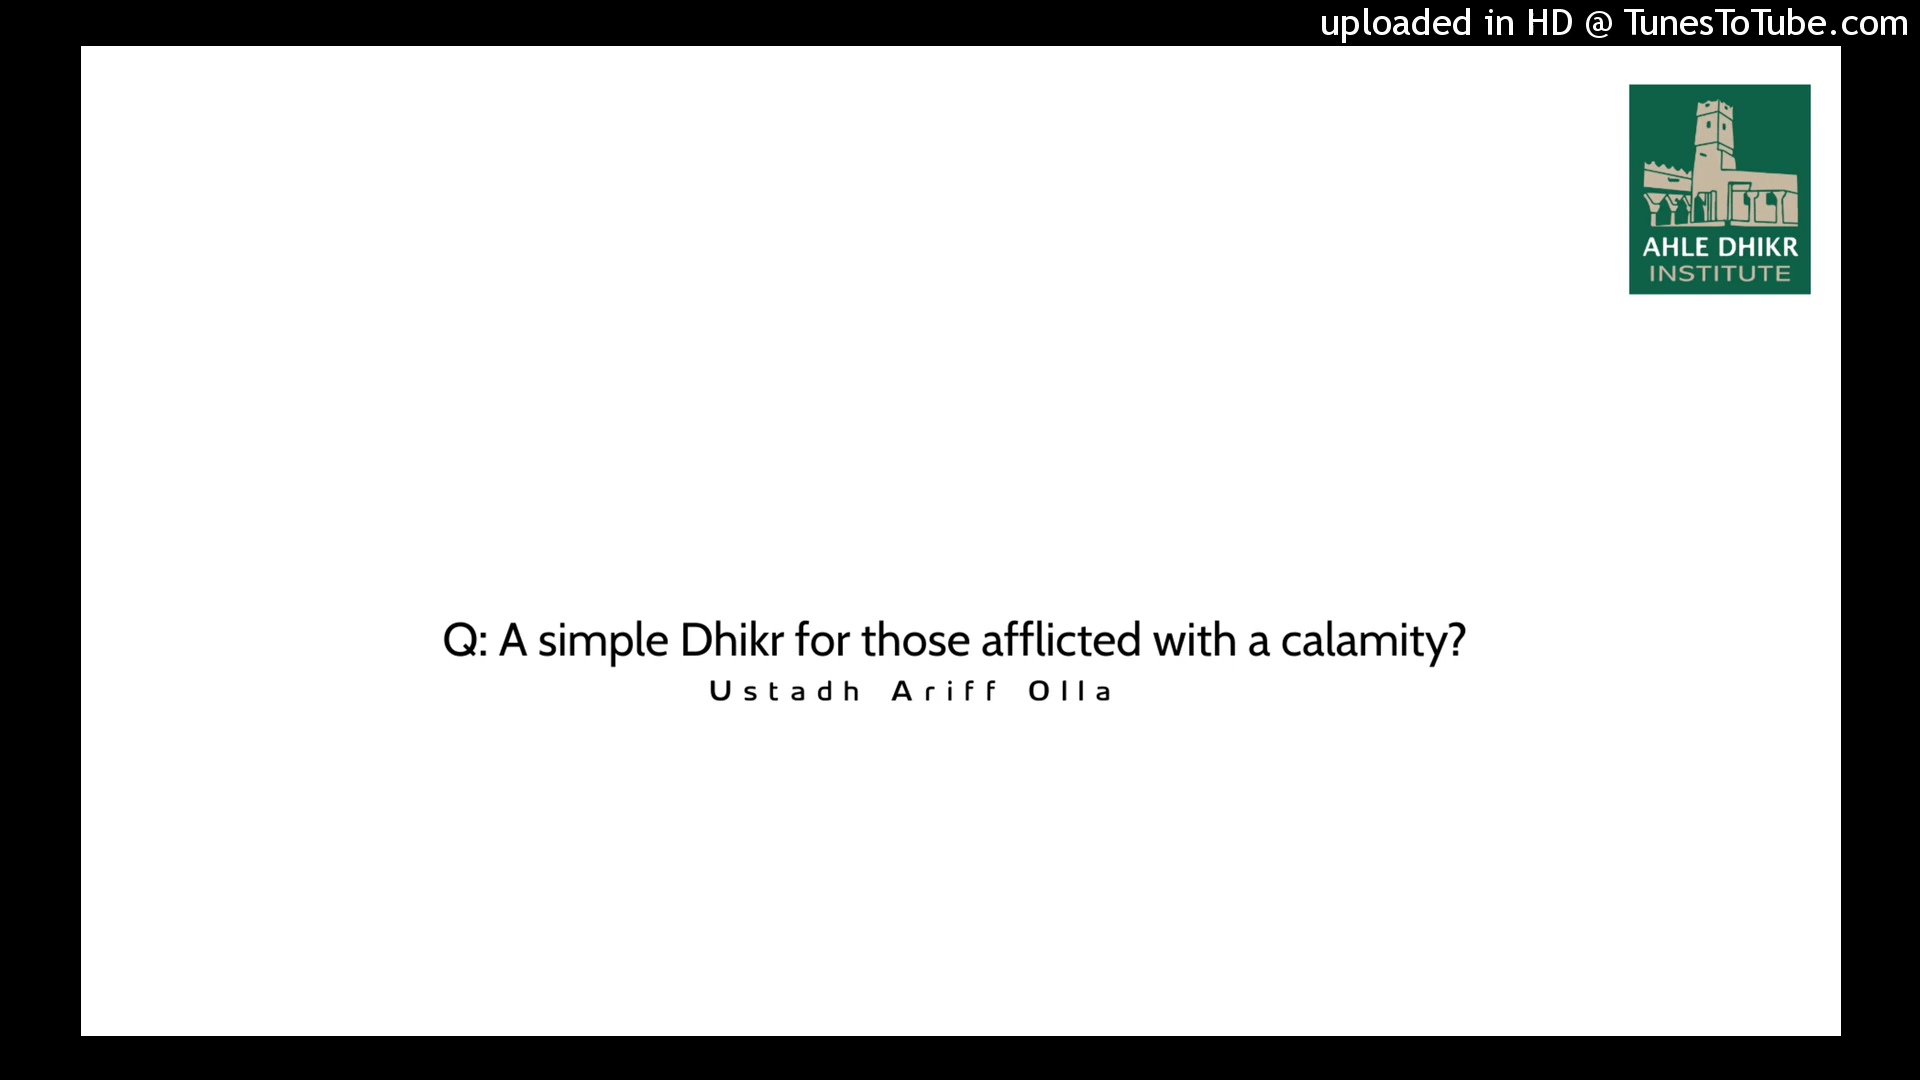 uploaded in HD @ TunesToTube.com
AHLE DHIKR
INSTITUTE
Q: A simple Dhikr for those afflicted with a calamity?
Ustadh Ariff Olla